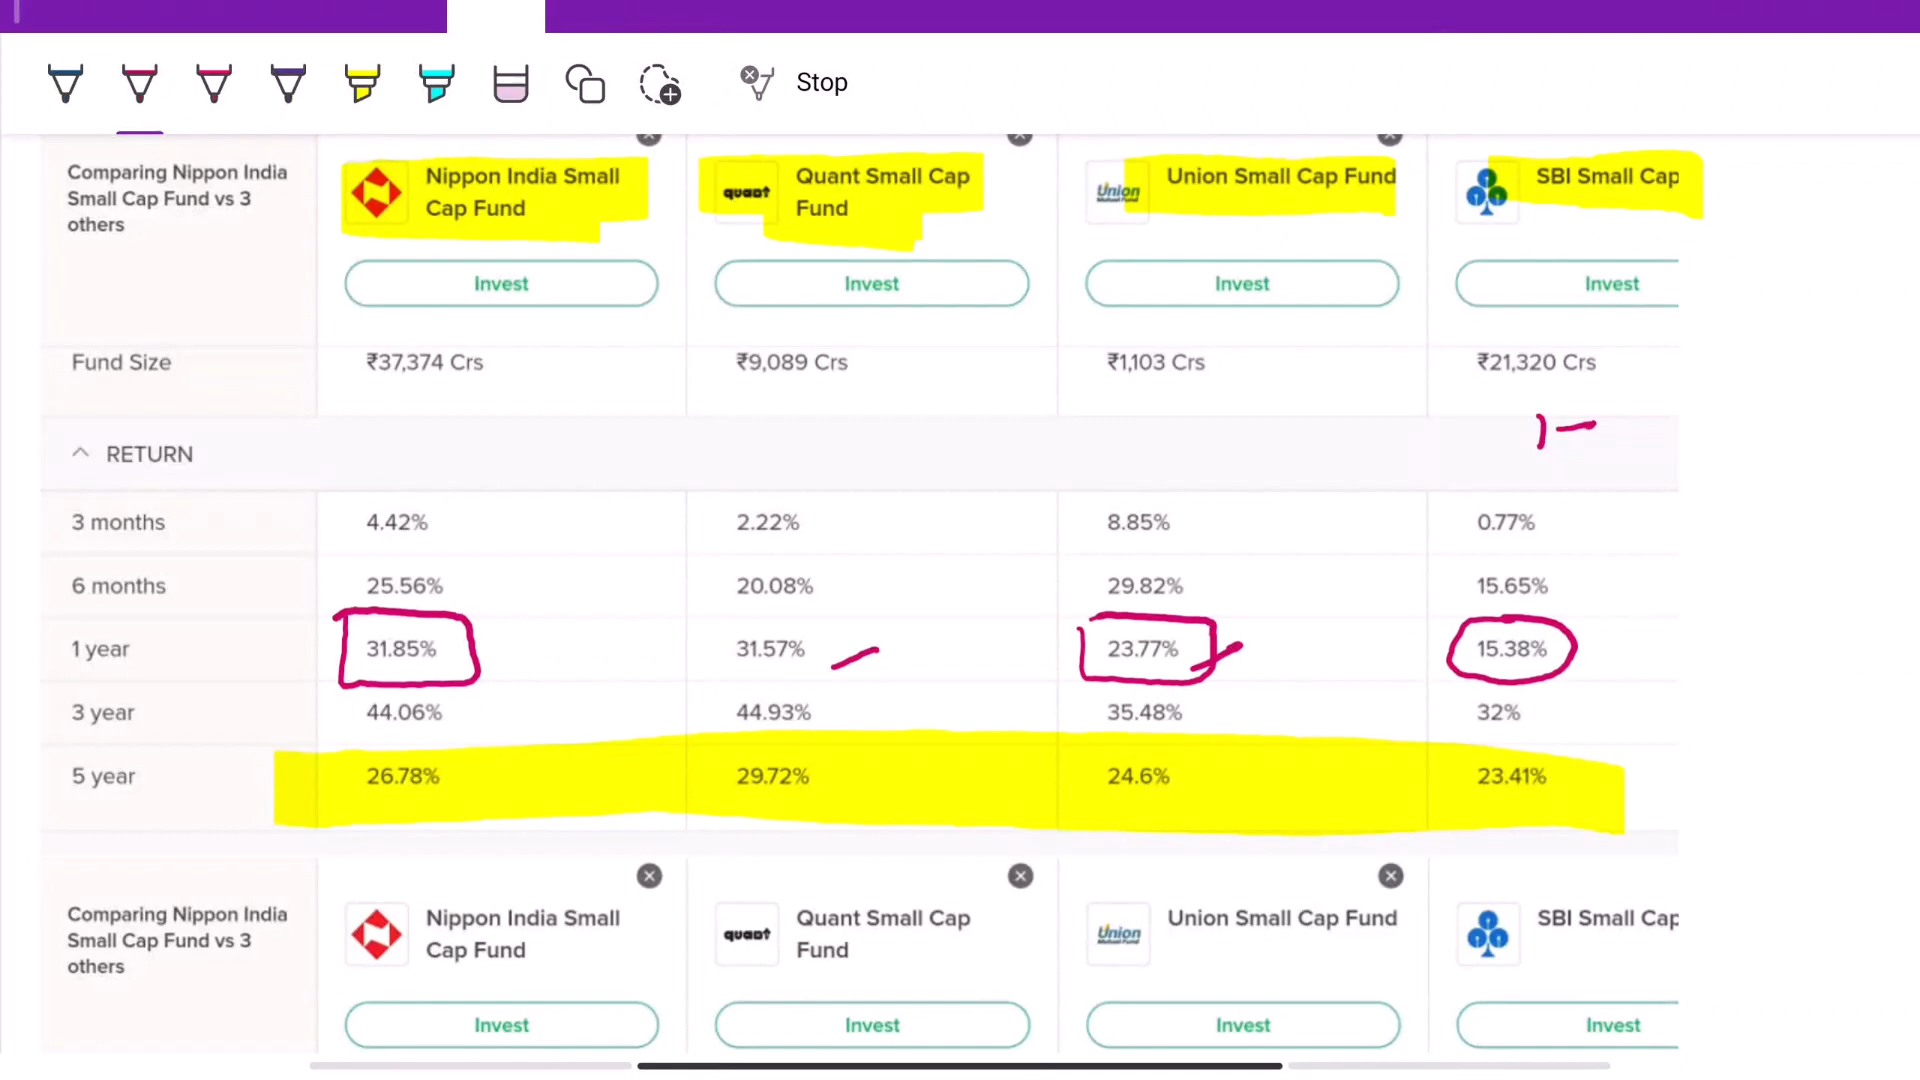 Stop
Comparing Nippon India
Small Cap Fund vs 3
others
Nippon India Small
Cap Fund
quant
Quant Small Cap
Fund
Union
Mutual Fund
Union Small Cap Fund
SBI Small Cap
Invest
Invest
Invest
Invest
Fund Size ₹37,374 Crs ₹9,089 Crs ₹1,103 Crs ₹21,320 Crs
RETURN
3 months 4.42% 2.22% 8.85% 0.77%
6 months 25.56% 20.08% 29.82% 15.65%
1 year 31.85% 31.57% 23.77% 15.38%
3 year 44.06% 44.93% 35.48% 32%
5 year 26.78% 29.72% 24.6% 23.41%
Comparing Nippon India
Small Cap Fund vs 3
others
Nippon India Small
Cap Fund
quant
Quant Small Cap
Fund
Union
Mutual Fund
Union Small Cap Fund
SBI Small Cap
Invest
Invest
Invest
Invest